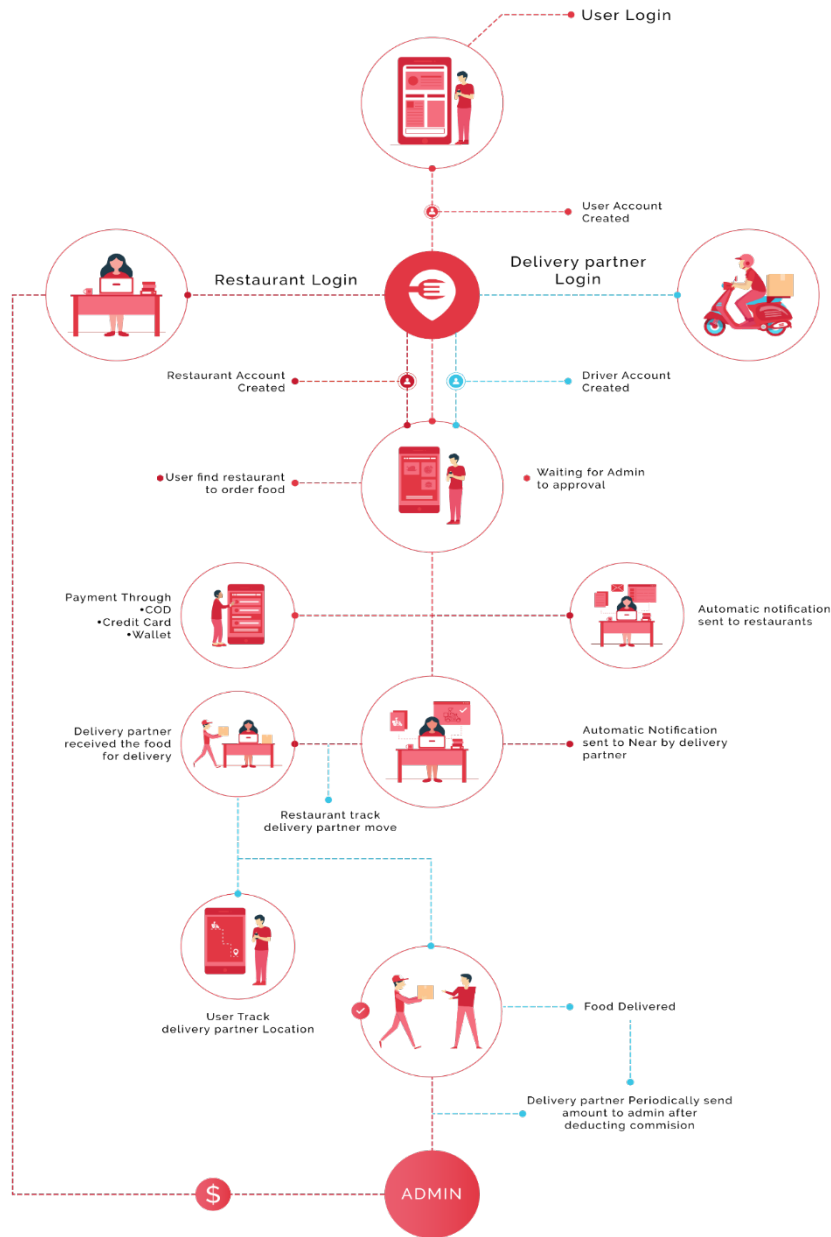 User Login
User Account
Created
Restaurant Login
Delivery partner
Login
Restaurant Account
Created
Driver Account
Created
•User find restaurant
to order food
Waiting for Admin
to approval
Payment Through
•COD
•Credit Card
•Wallet
Automatic notification
sent to restaurants
Delivery partner
received the food
for delivery
Automatic Notification
sent to Near by delivery
partner
Restaurant track
delivery partner move
User Track
delivery partner Location
Food Delivered
Delivery partner Periodically send
amount to admin after
deducting commision
$
ADMIN